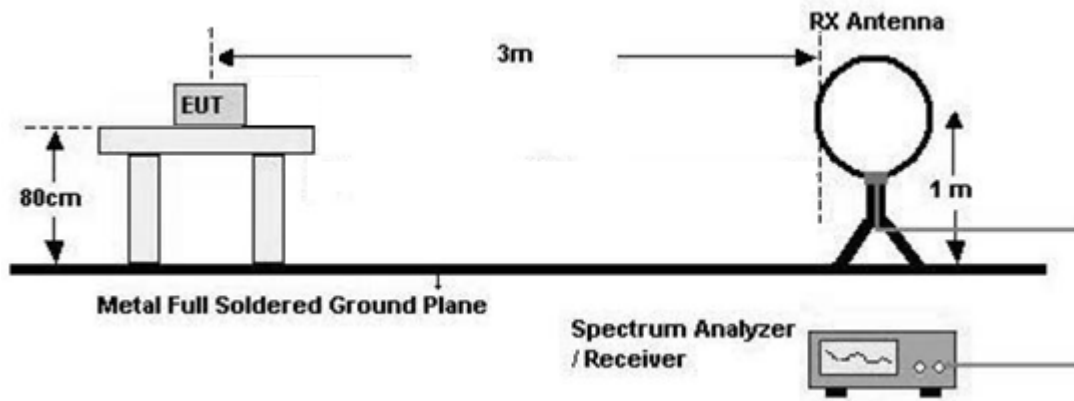 RX Antenna
3m
EUT
80cm
1 m
Metal Full Soldered Ground Plane
Spectrum Analyzer
/ Receiver